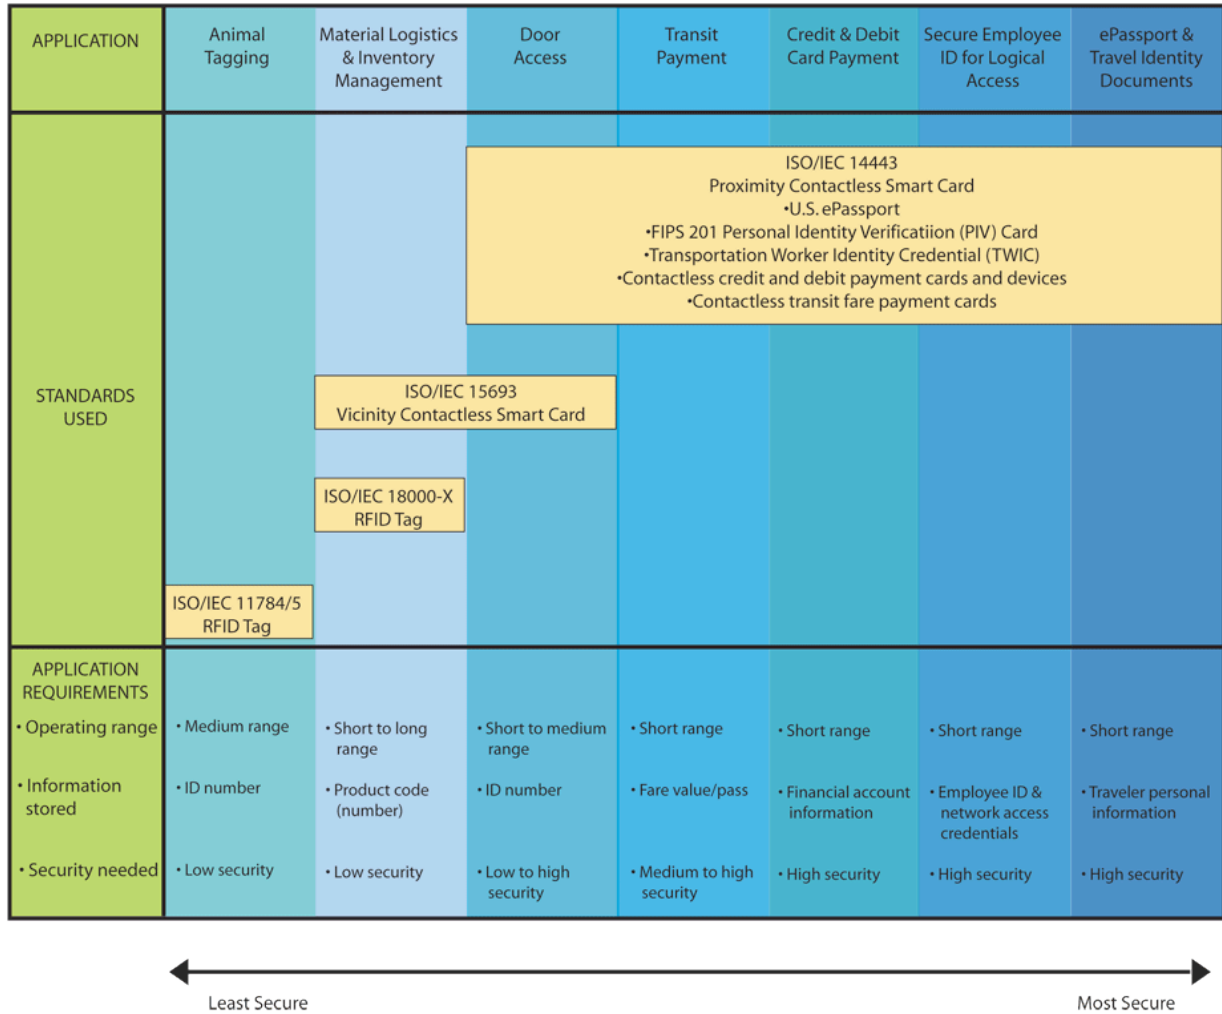 APPLICATION
Animal
Tagging
Material Logistics
& Inventory
Management
Door
Access
Transit
Payment
Credit & Debit
Card Payment
Secure Employee
ID for Logical
Access
ePassport &
Travel Identity
Documents
STANDARDS
USED
ISO/IEC 14443
Proximity Contactless Smart Card
•U.S. ePassport
•FIPS 201 Personal Identity Verificatiion (PIV) Card
•Transportation Worker Identity Credential (TWIC)
•Contactless credit and debit payment cards and devices
•Contactless transit fare payment cards
ISO/IEC 15693
Vicinity Contactless Smart Card
ISO/IEC 18000-X
RFID Tag
ISO/IEC 11784/5
RFID Tag
APPLICATION
REQUIREMENTS
• Operating range
• Medium range
• Short to long
range
• Short to medium
range
• Short range
• Short range
• Short range
• Short range
• Information
stored
• ID number
• Product code
(number)
• ID number
• Fare value/pass
• Financial account
information
• Employee ID &
network access
credentials
• Traveler personal
information
• Security needed
• Low security
• Low security
• Low to high
security
• Medium to high
security
• High security
• High security
• High security
Least Secure
Most Secure